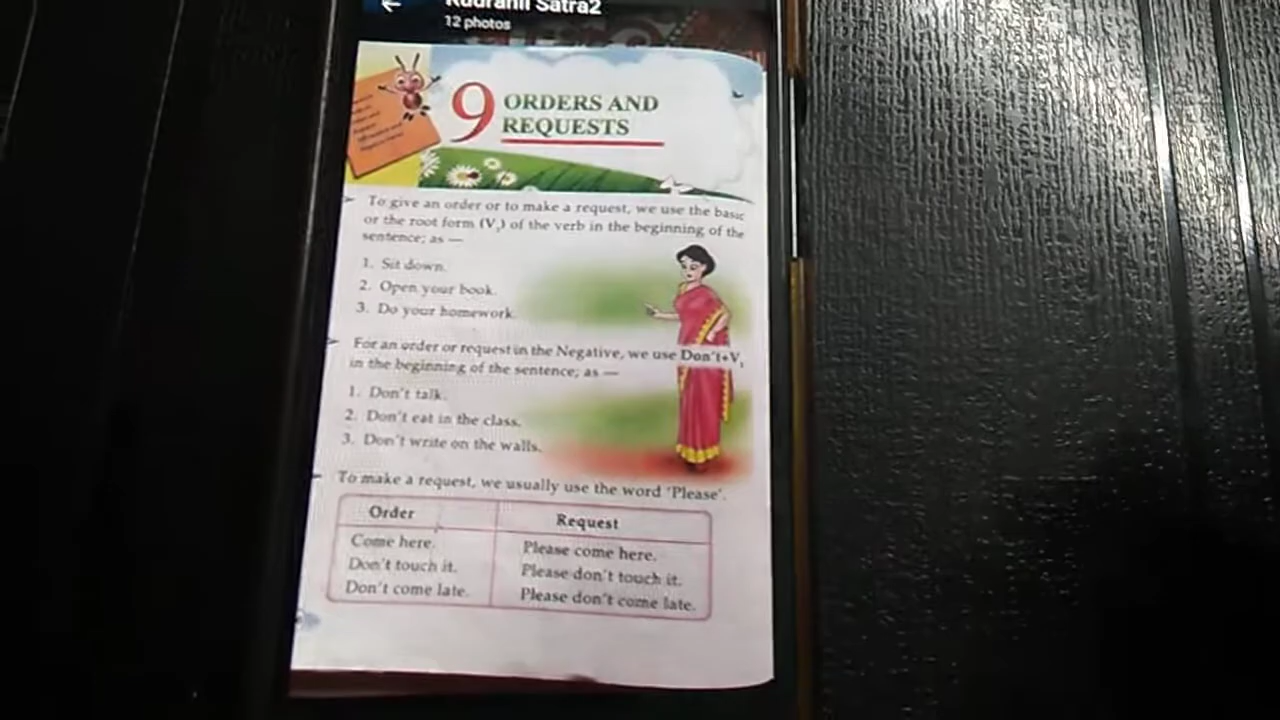 Rudranil Satra2
12 photos
9 ORDERS AND
REQUESTS
To give an order or to make a request, we use the basic
or the root form (V₁) of the verb in the beginning of the
sentence; as —
1. Sit down.
2. Open your book.
3. Do your homework.
For an order or request in the Negative, we use Don't+V₁
in the beginning of the sentence; as —
1. Don't talk.
2. Don't eat in the class.
3. Don't write on the walls.
To make a request, we usually use the word 'Please'.
Order Request
Come here. Please come here.
Don't touch it. Please don't touch it.
Don't come late. Please don't come late.